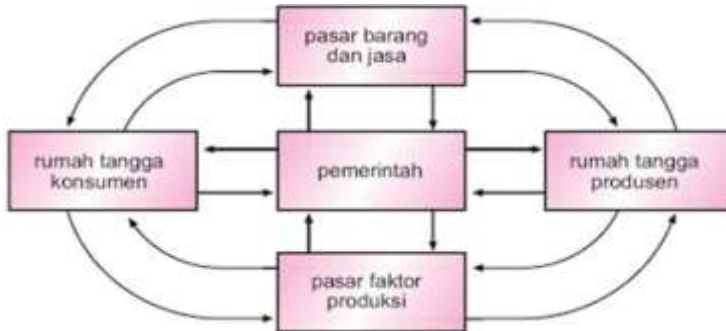 pasar barang
dan jasa
rumah tangga
konsumen
pemerintah
rumah tangga
produsen
pasar faktor
produksi